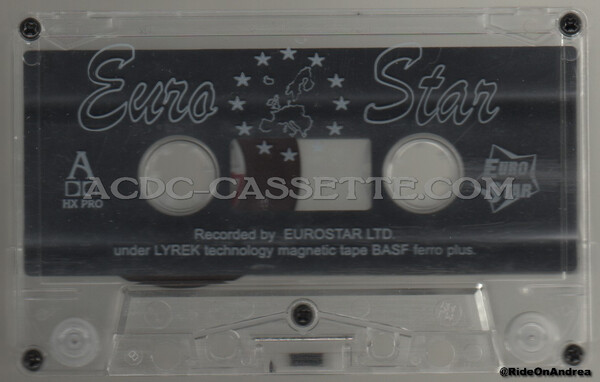 Euro Star
A
HX PRO
ACDC-CASSETTE.COM
EURO STAR
Recorded by EUROSTAR LTD.
under LYREK technology magnetic tape BASF ferro plus.
@RideOnAndrea